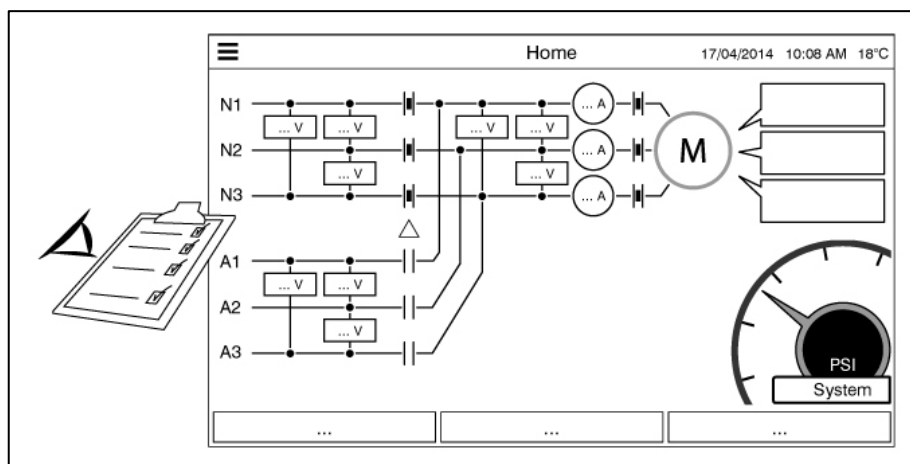 Home 17/04/2014 10:08 AM 18°C
N1 ... A
... V ... V ... V ... V
N2 ... A M
... V ... V
N3 ... A
A1
... V ... V
A2
... V
A3
PSI
System
... ... ...